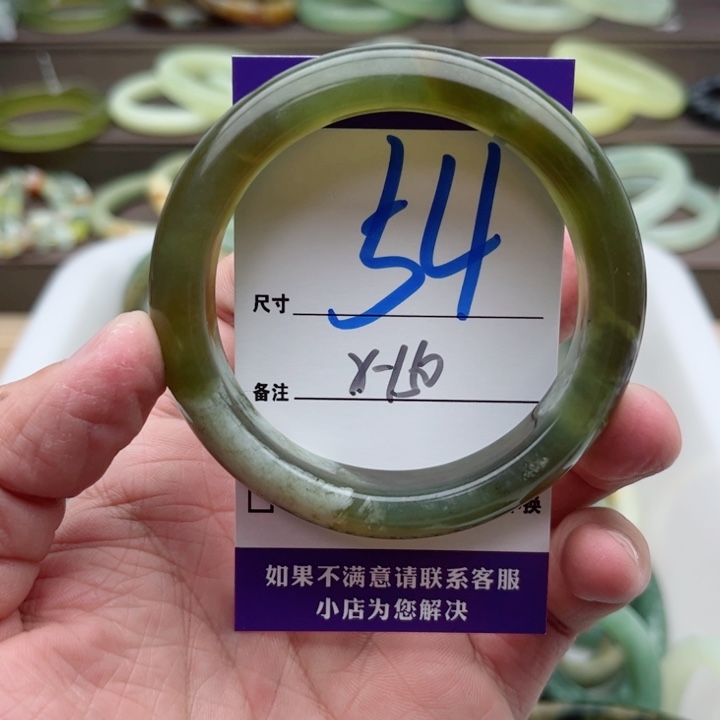 尺寸 54
备注
换
如果不满意请联系客服
小店为您解决